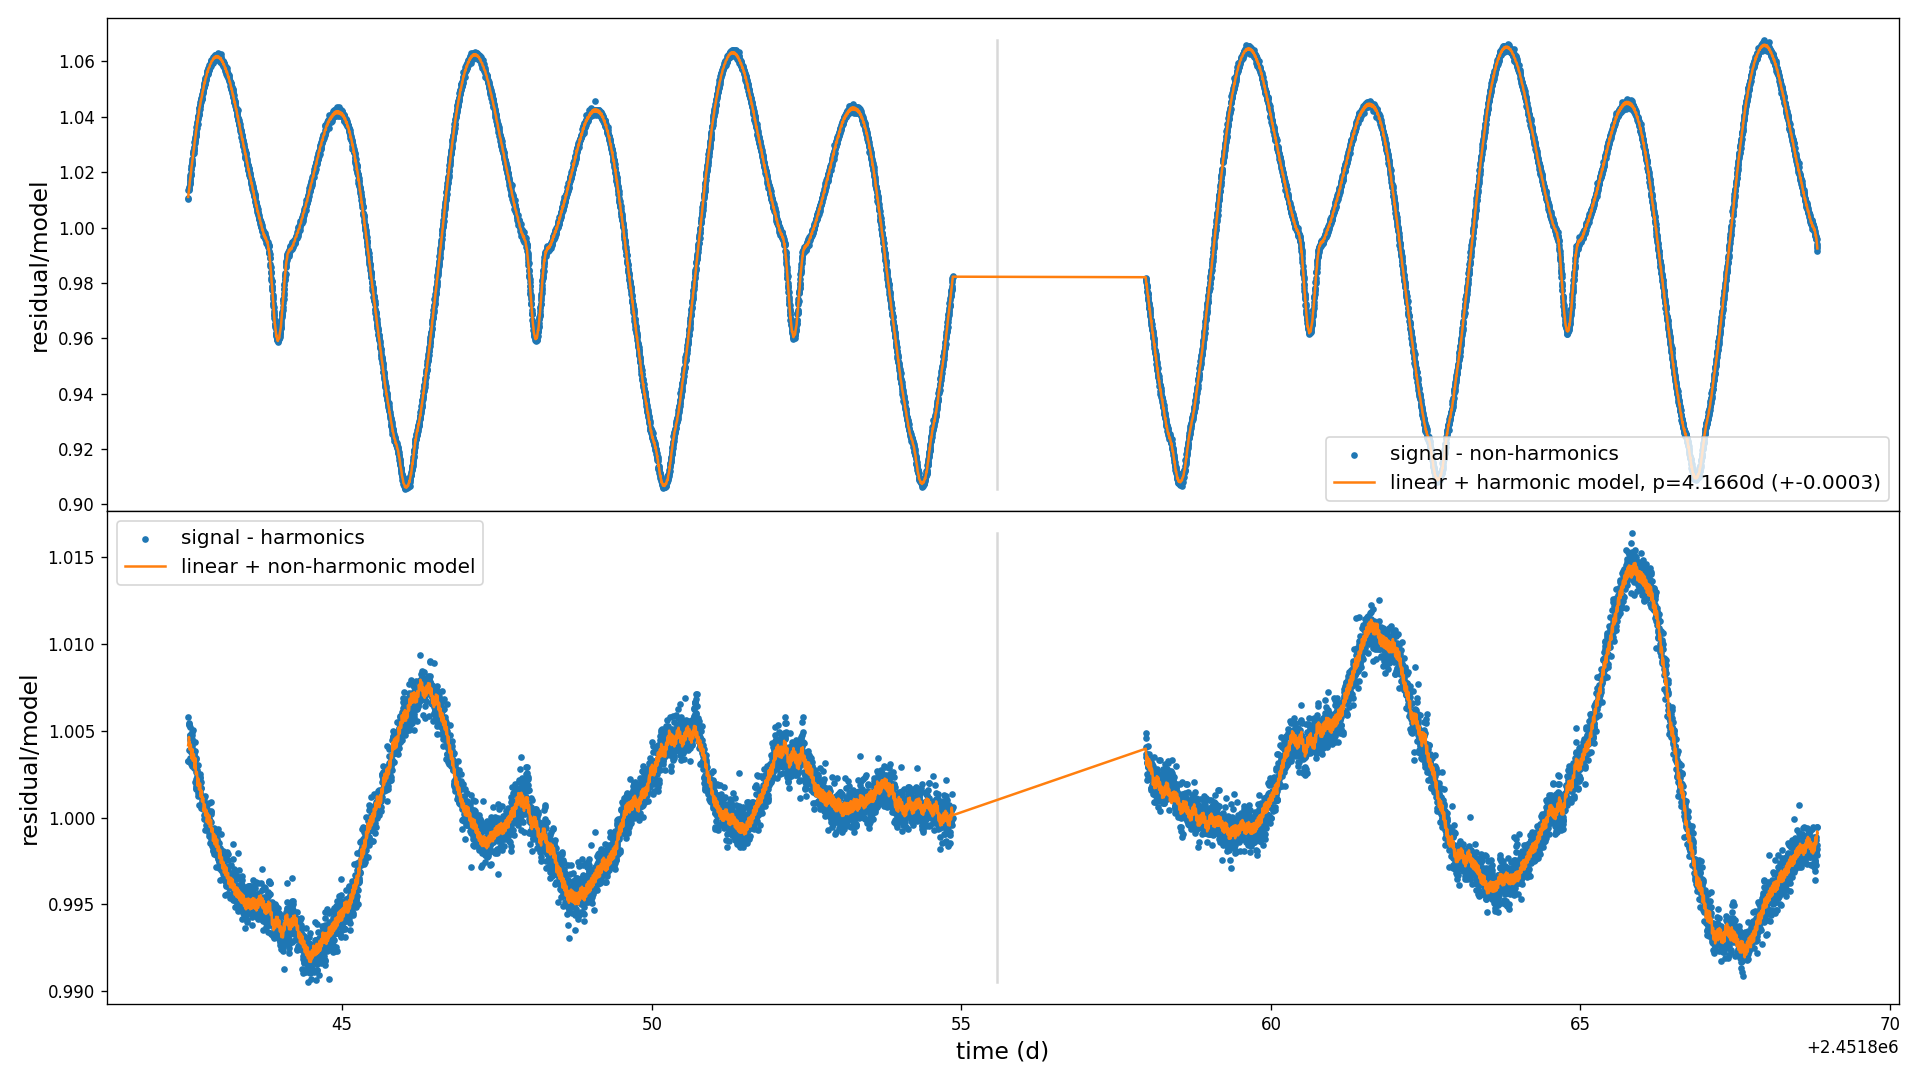 1.06
1.04
1.02
1.00
0.98
0.96
0.94
0.92
0.90
residual/model
signal - non-harmonics
linear + harmonic model, p=4.1660d (+-0.0003)
signal - harmonics
linear + non-harmonic model
1.015
1.010
1.005
1.000
0.995
0.990
residual/model
45
50
55
60
65
70
time (d)
+2.4518e6